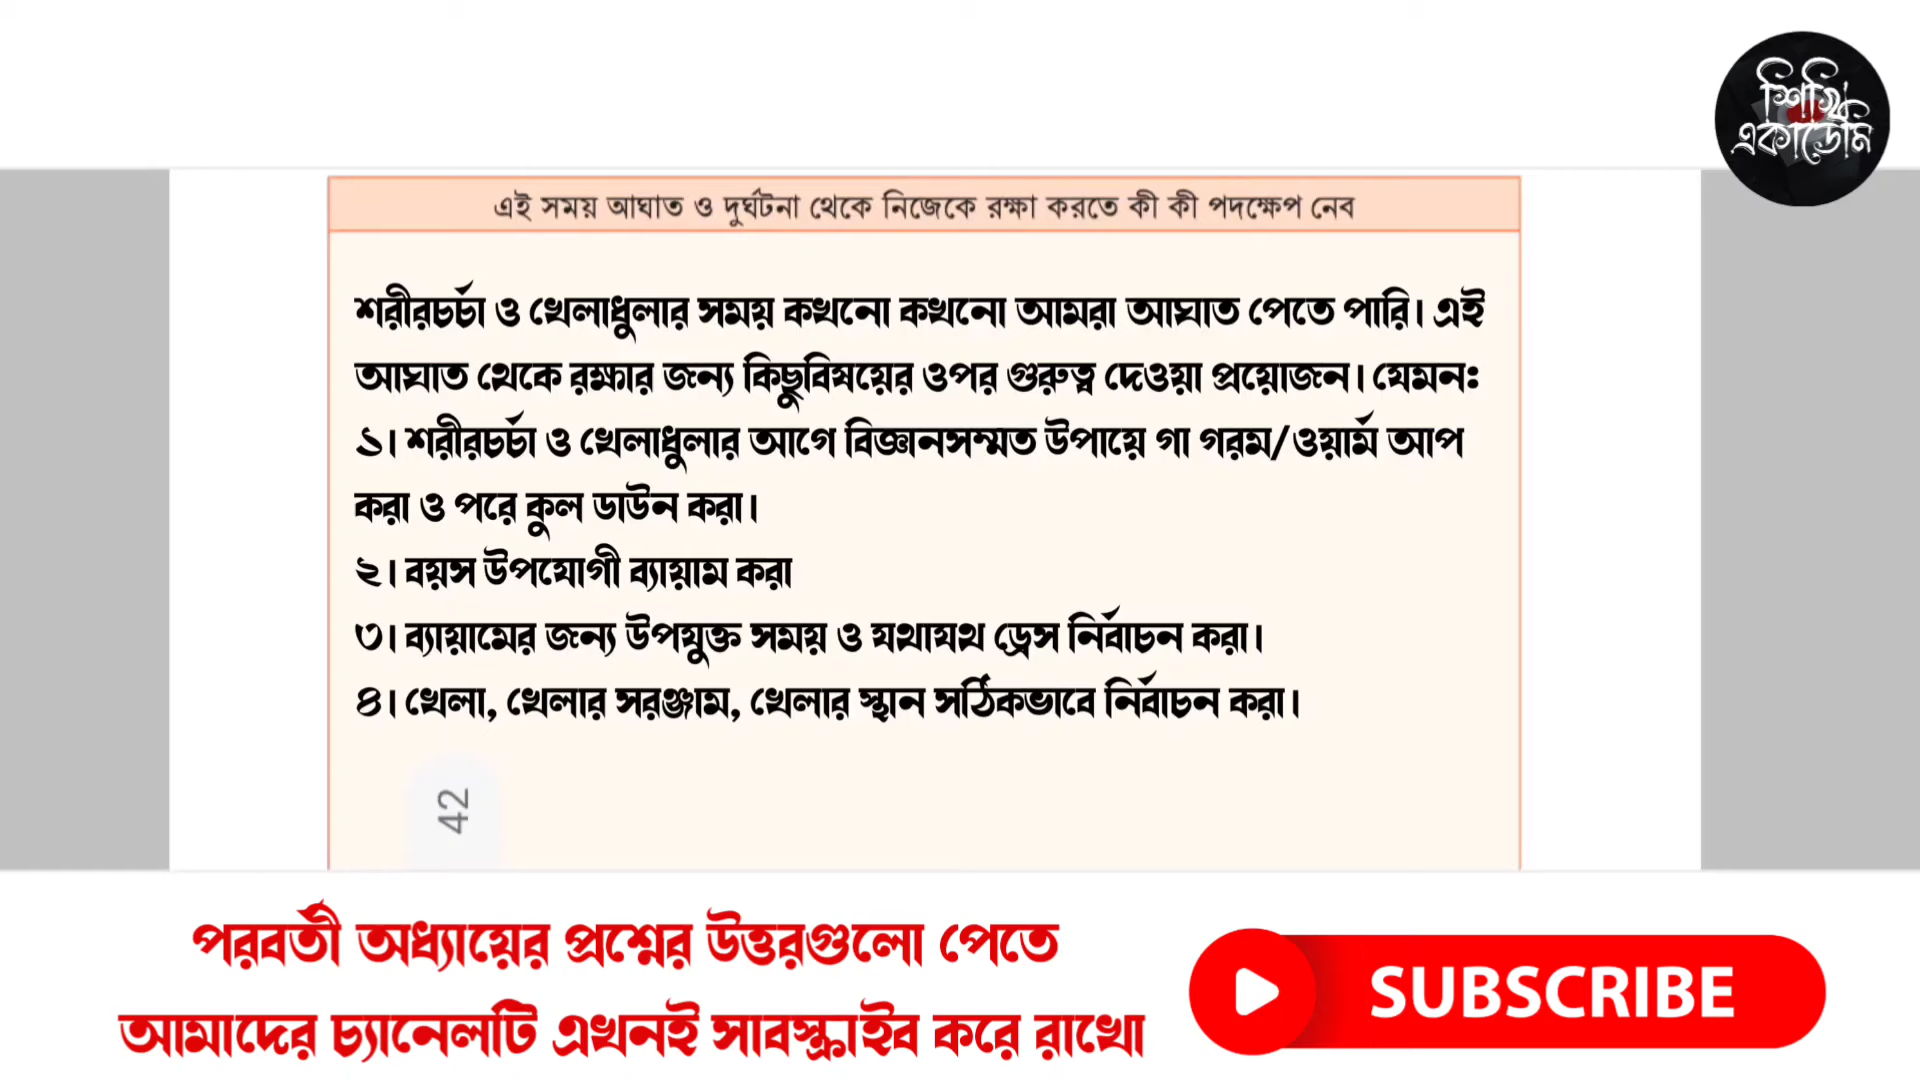 শিখি
একাডেমি
এই সময় আঘাত ও দুর্ঘটনা থেকে নিজেকে রক্ষা করতে কী কী পদক্ষেপ নেব
শরীরচর্চা ও খেলাধুলার সময় কখনো কখনো আমরা আঘাত পেতে পারি। এই
আঘাত থেকে রক্ষার জন্য কিছুবিষয়ের ওপর গুরুত্ব দেওয়া প্রয়োজন। যেমনঃ
১। শরীরচর্চা ও খেলাধুলার আগে বিজ্ঞানসম্মত উপায়ে গা গরম/ওয়ার্ম আপ
করা ও পরে কুল ডাউন করা।
২। বয়স উপযোগী ব্যায়াম করা
৩। ব্যায়ামের জন্য উপযুক্ত সময় ও যথাযথ ড্রেস নির্বাচন করা।
৪। খেলা, খেলার সরঞ্জাম, খেলার স্থান সঠিকভাবে নির্বাচন করা।
42
পরবর্তী অধ্যায়ের প্রশ্নের উত্তরগুলো পেতে
আমাদের চ্যানেলটি এখনই সাবস্ক্রাইব করে রাখো
SUBSCRIBE